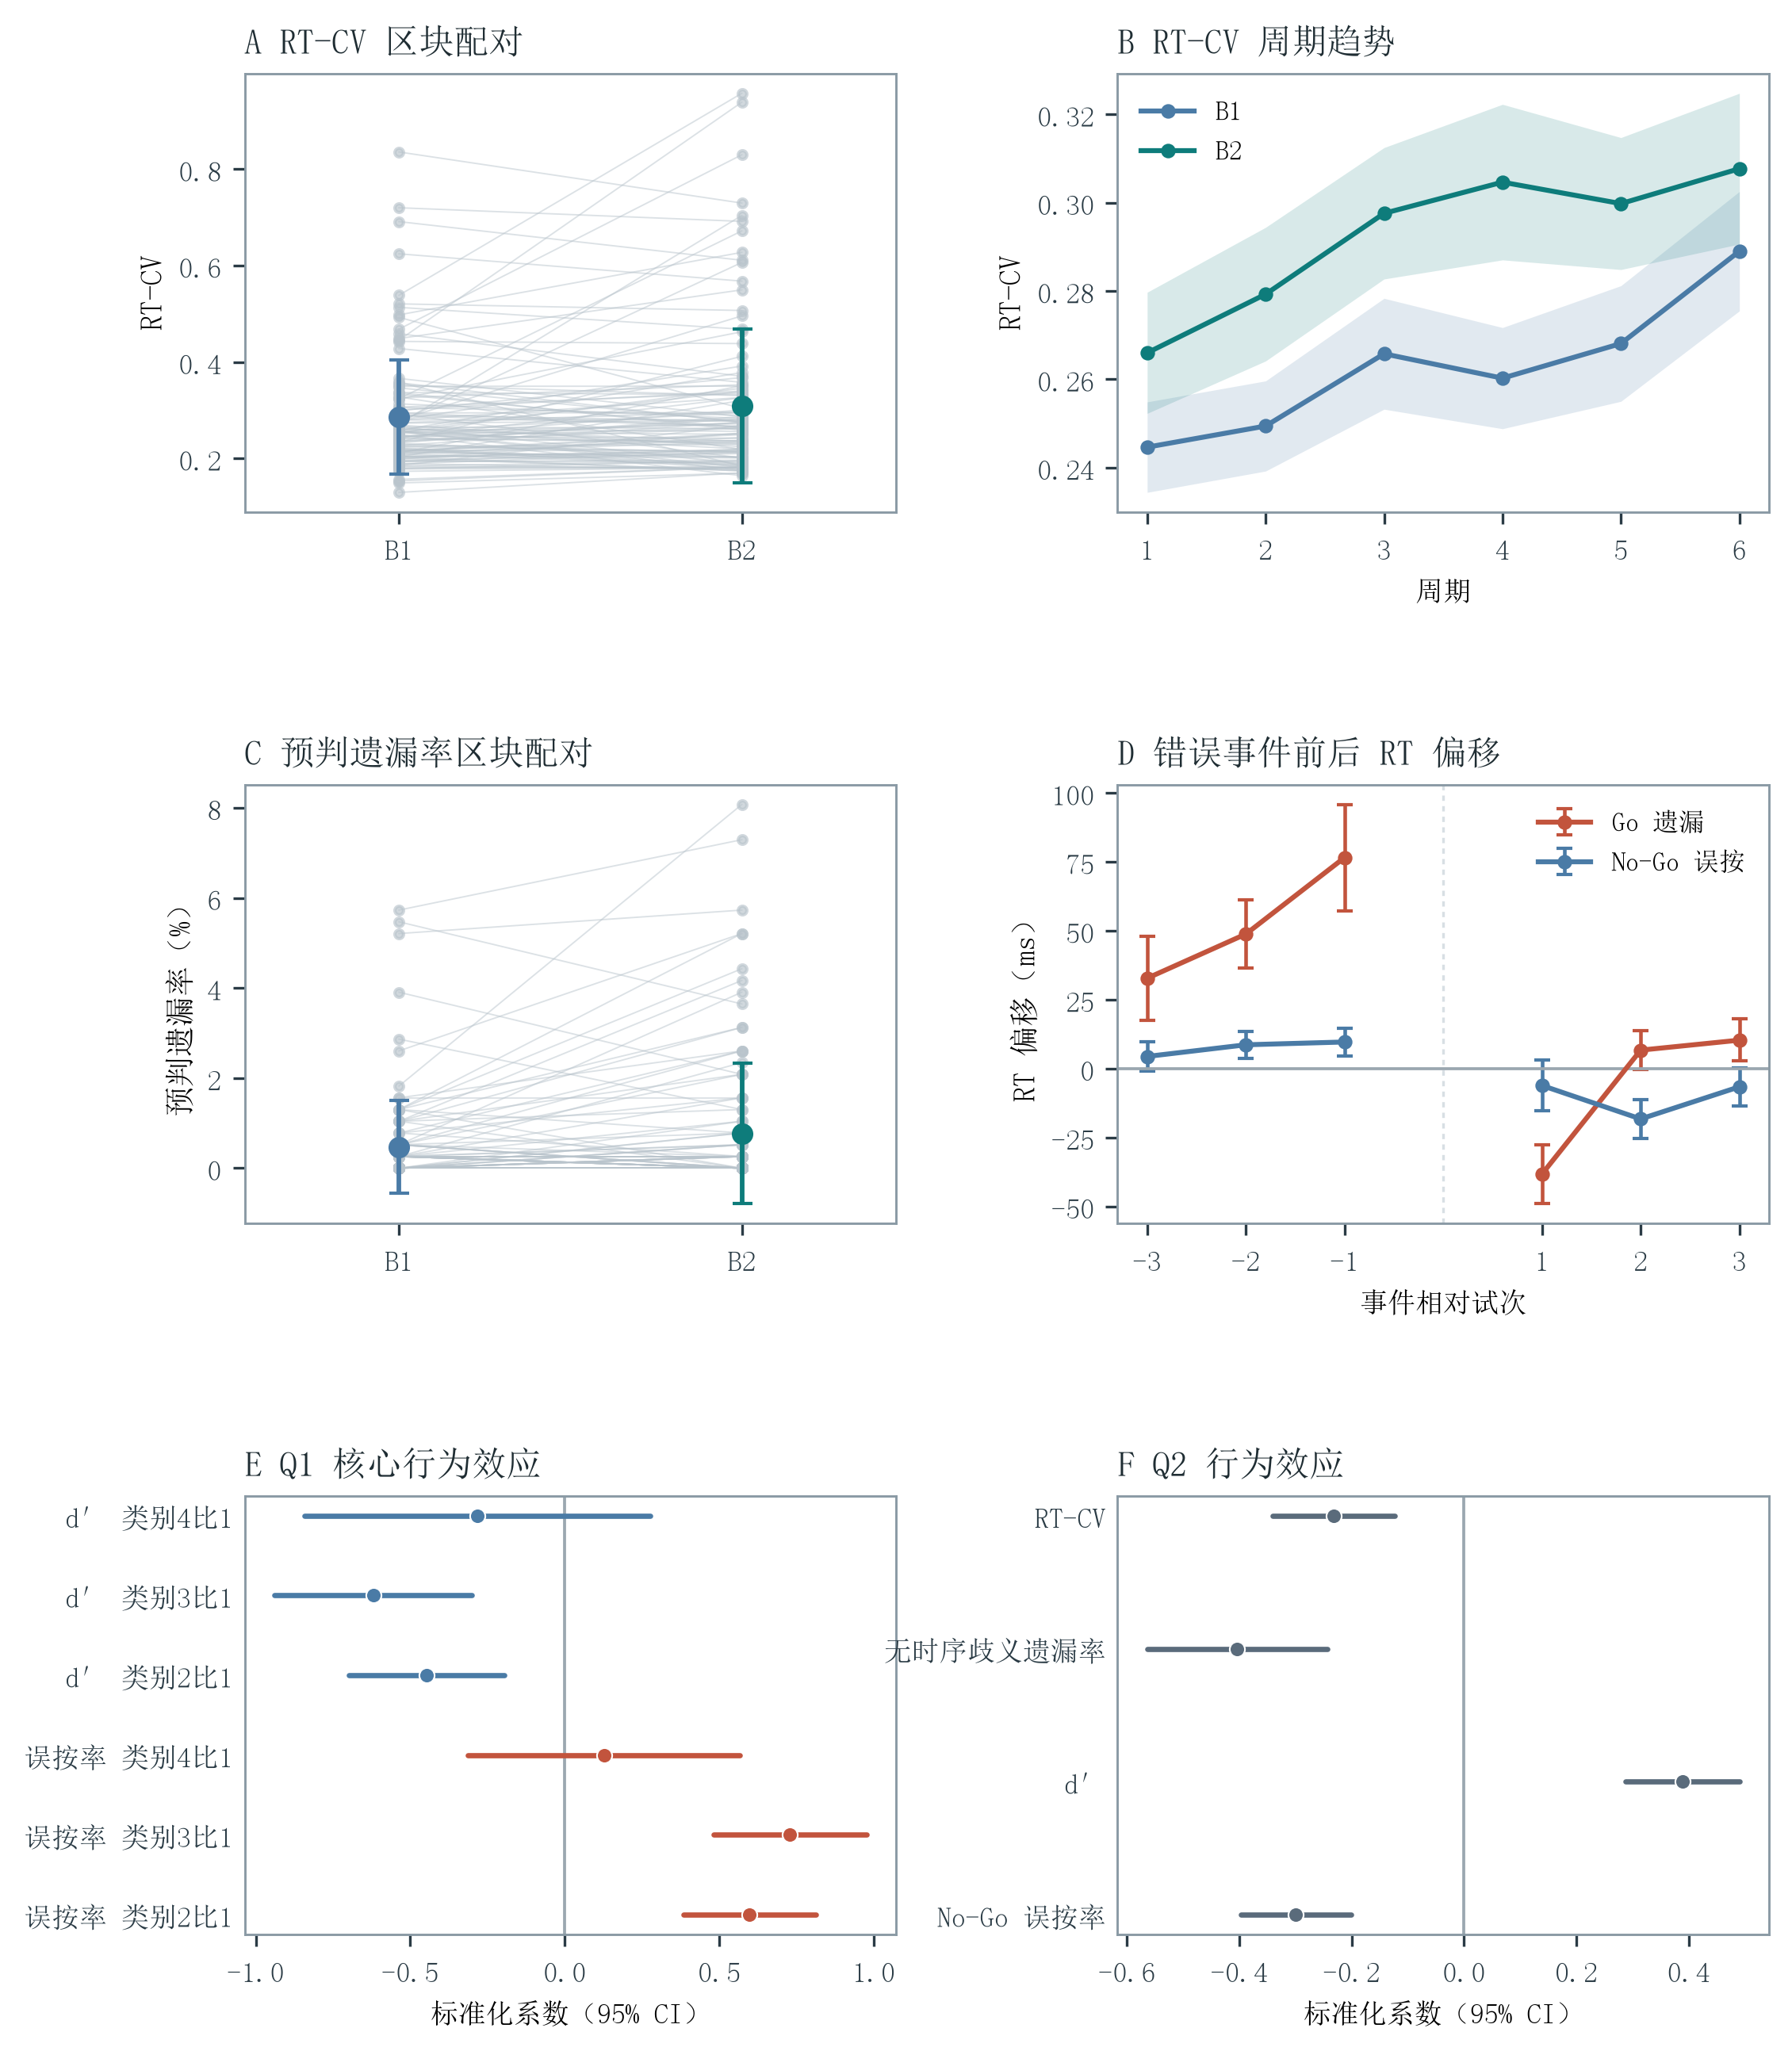 A RT-CV 区块配对
RT-CV
0.8
0.6
0.4
0.2
B1
B2
B RT-CV 周期趋势
B1
B2
RT-CV
0.32
0.30
0.28
0.26
0.24
1
2
3
4
5
6
周期
C 预判遗漏率区块配对
预判遗漏率（%）
8
6
4
2
0
B1
B2
D 错误事件前后 RT 偏移
Go 遗漏
No-Go 误按
RT 偏移（ms）
100
75
50
25
0
-25
-50
-3
-2
-1
1
2
3
事件相对试次
E Q1 核心行为效应
d′ 类别4比1
d′ 类别3比1
d′ 类别2比1
误按率 类别4比1
误按率 类别3比1
误按率 类别2比1
-1.0
-0.5
0.0
0.5
1.0
标准化系数（95% CI）
F Q2 行为效应
RT-CV
无时序歧义遗漏率
d′
No-Go 误按率
-0.6
-0.4
-0.2
0.0
0.2
0.4
标准化系数（95% CI）